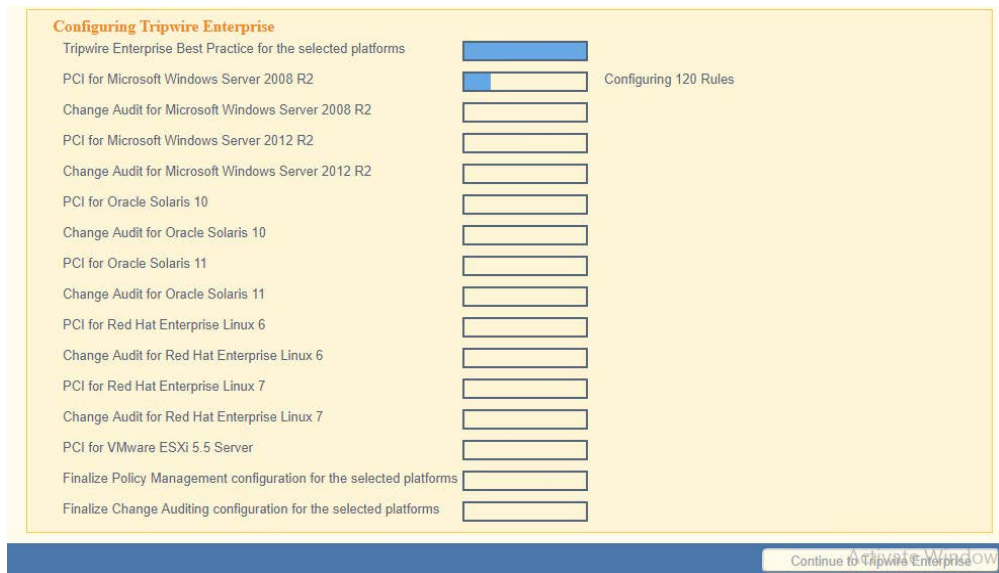 Configuring Tripwire Enterprise
Tripwire Enterprise Best Practice for the selected platforms
PCI for Microsoft Windows Server 2008 R2 Configuring 120 Rules
Change Audit for Microsoft Windows Server 2008 R2
PCI for Microsoft Windows Server 2012 R2
Change Audit for Microsoft Windows Server 2012 R2
PCI for Oracle Solaris 10
Change Audit for Oracle Solaris 10
PCI for Oracle Solaris 11
Change Audit for Oracle Solaris 11
PCI for Red Hat Enterprise Linux 6
Change Audit for Red Hat Enterprise Linux 6
PCI for Red Hat Enterprise Linux 7
Change Audit for Red Hat Enterprise Linux 7
PCI for VMware ESXi 5.5 Server
Finalize Policy Management configuration for the selected platforms
Finalize Change Auditing configuration for the selected platforms
Continue to Tripwire Enterprise
Activate Window